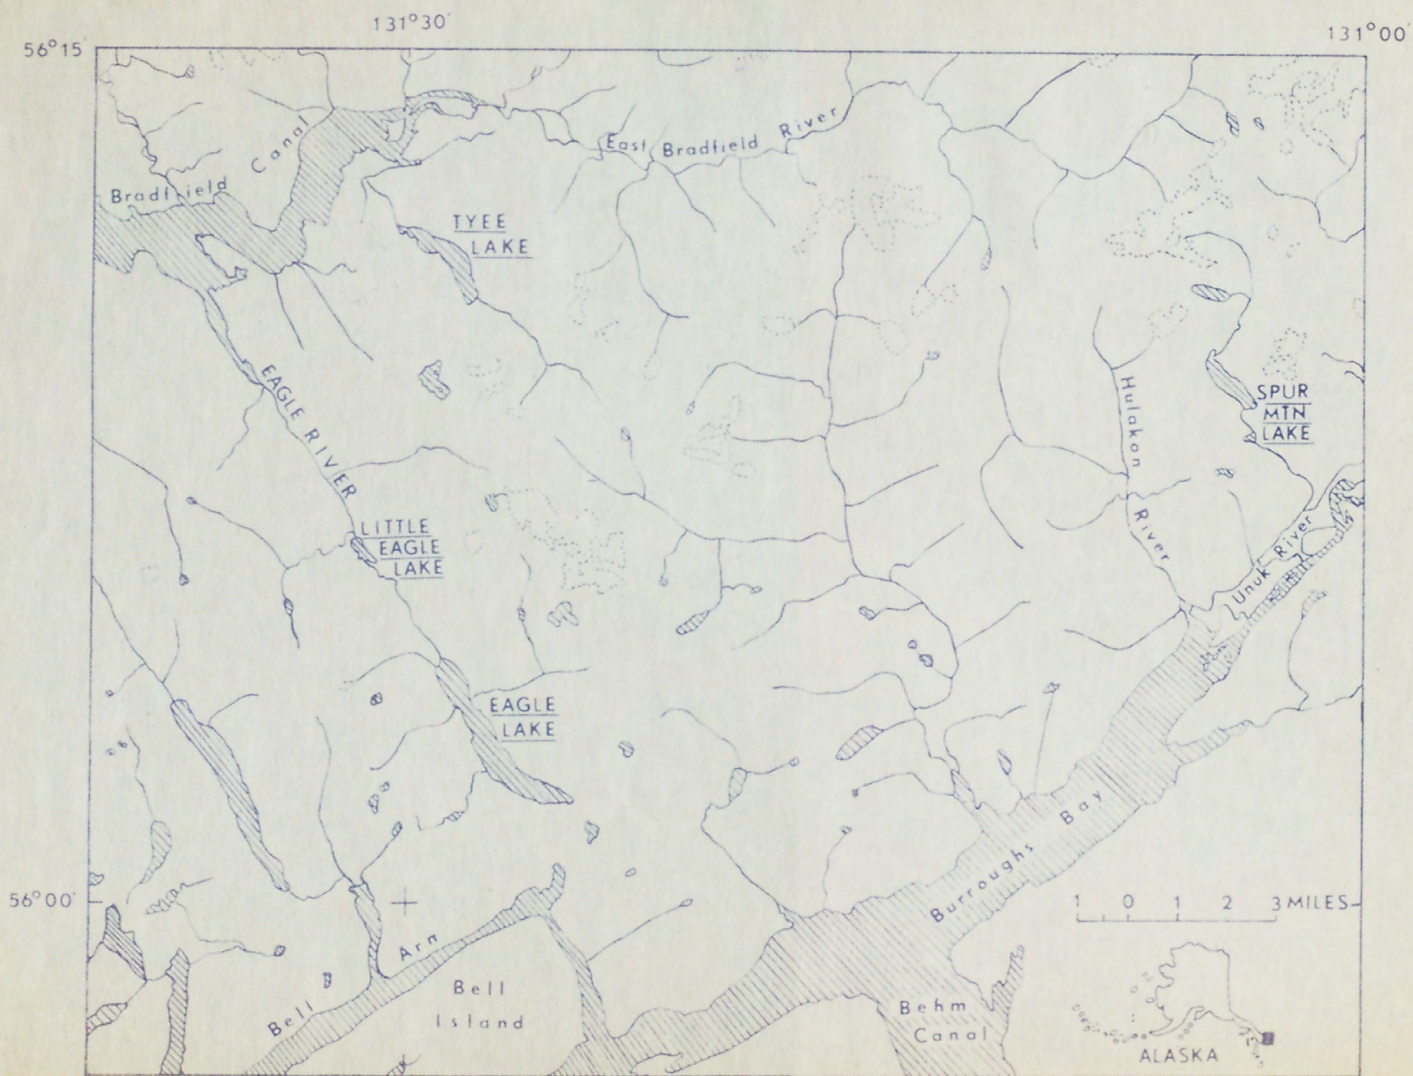 131°30'
131°00'
56°15'
Canal
Bradfield
East Bradfield River
TYEE
LAKE
EAGLE RIVER
Hulakon
River
SPUR
MTN
LAKE
LITTLE
EAGLE
LAKE
Unuk River
EAGLE
LAKE
Burroughs Bay
56°00'
1 0 1 2 3 MILES
Bell Arn
Bell
Island
Behm
Canal
ALASKA